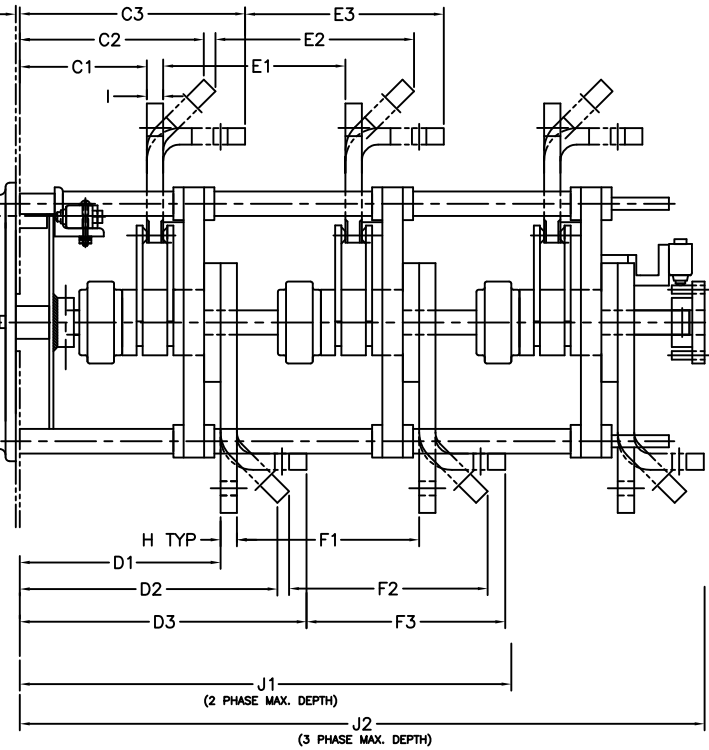 C3
E3
C2
E2
C1
E1
I
H TYP
F1
D1
D2
F2
D3
F3
J1
(2 PHASE MAX. DEPTH)
J2
(3 PHASE MAX. DEPTH)